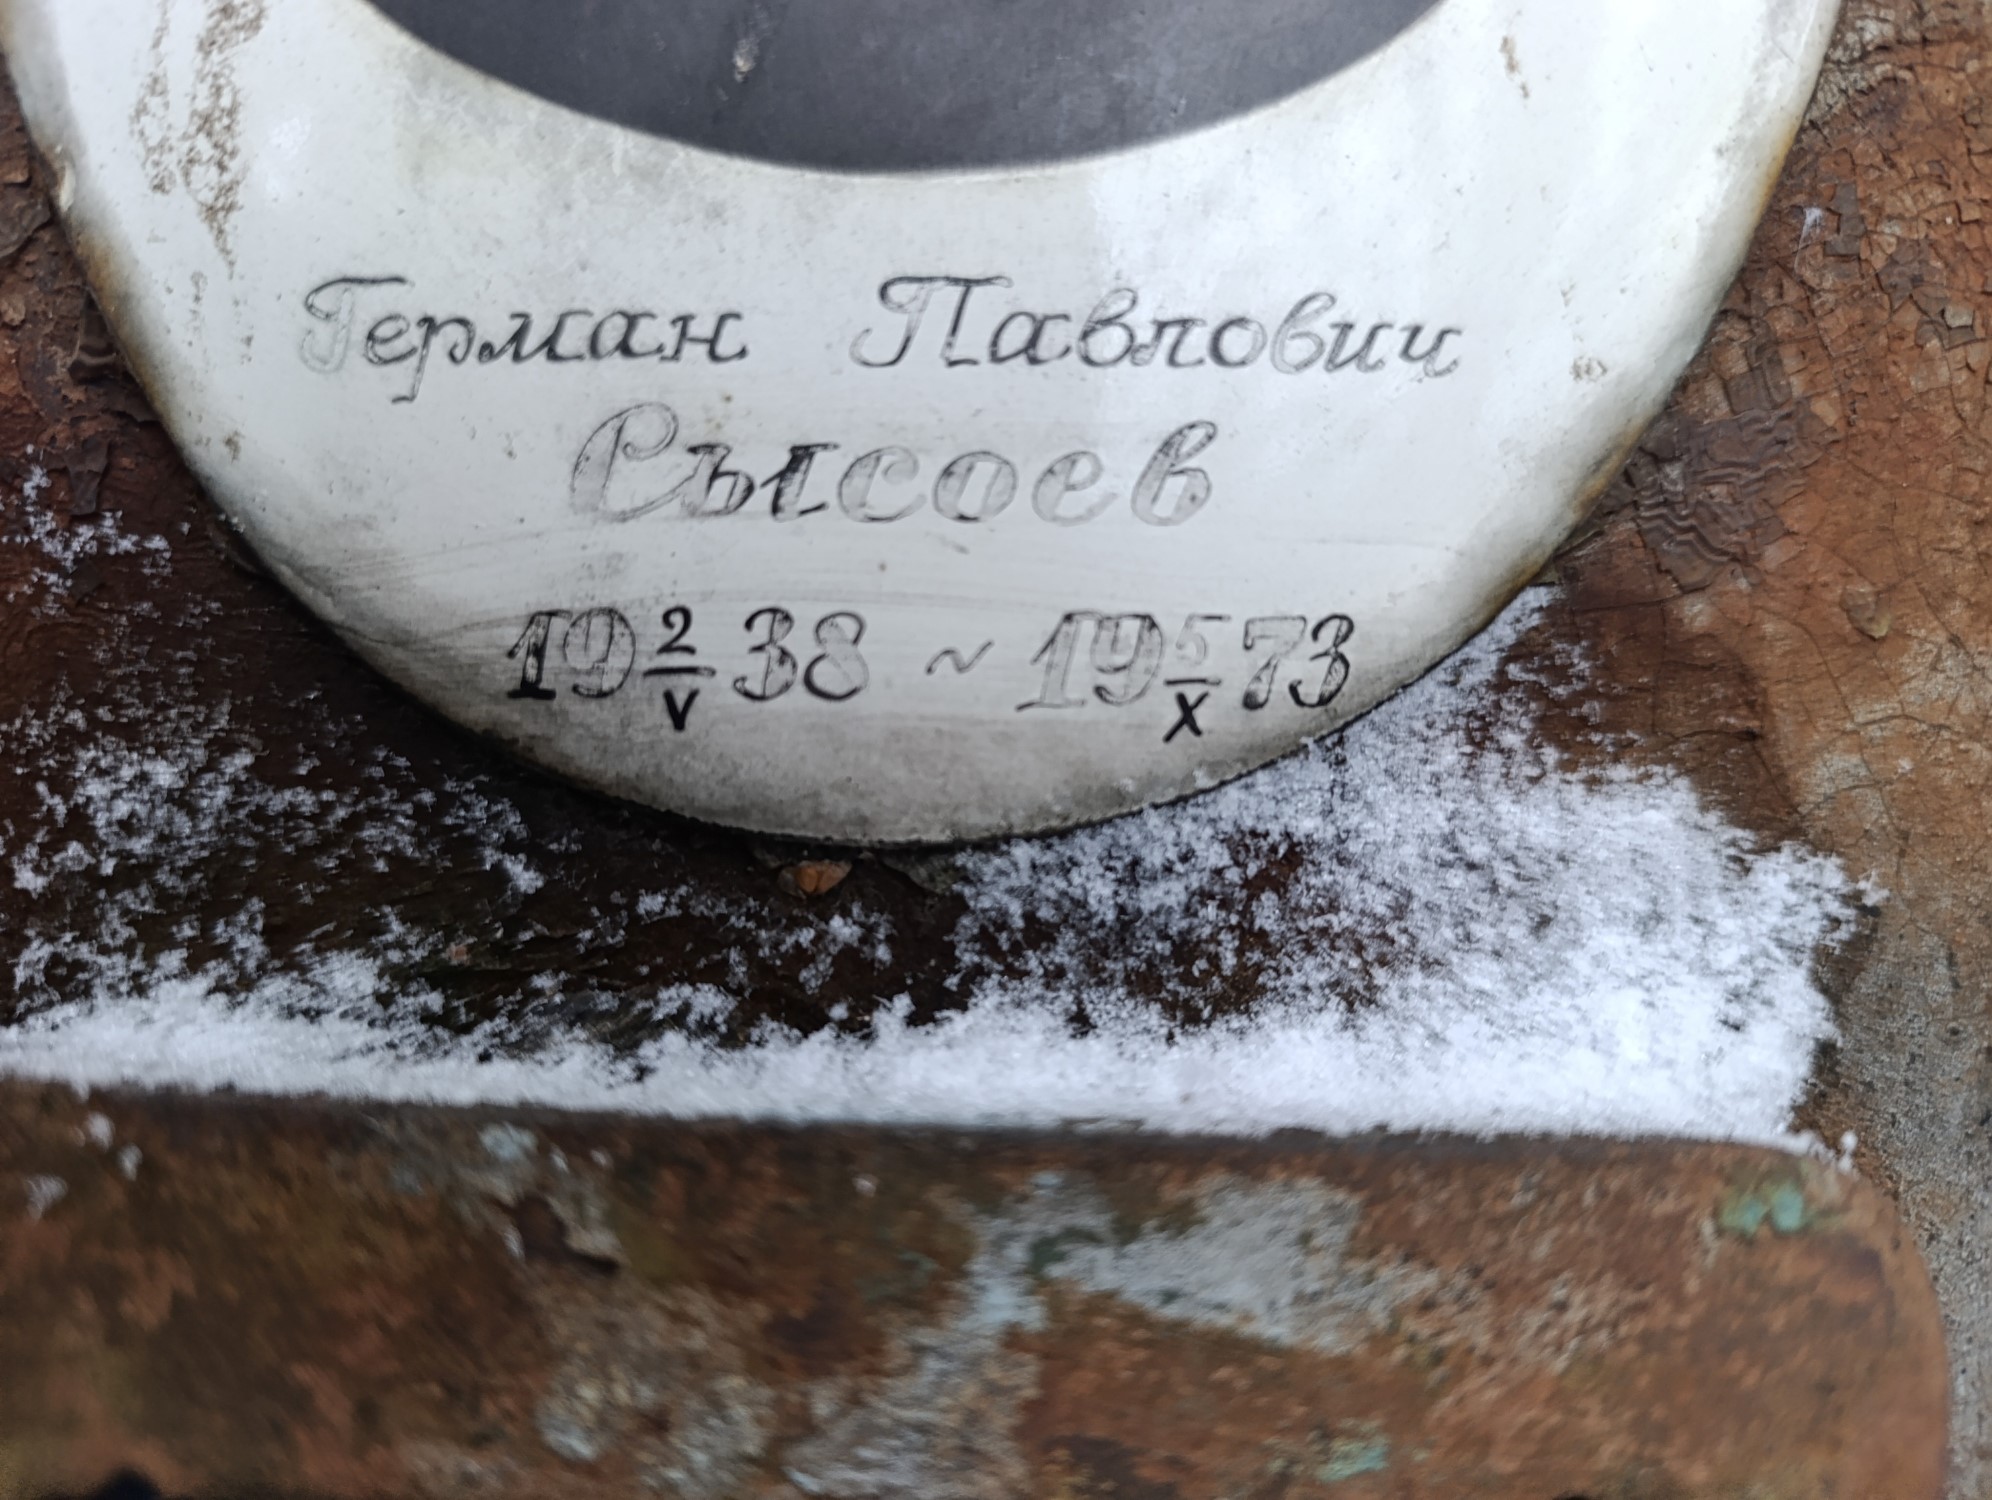 Герман Павлович
Сысоев
19 2/V 38 ~ 19 5/X 73